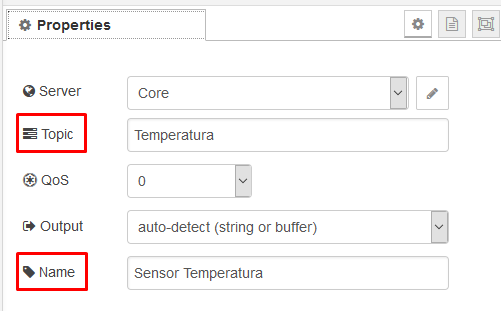 Properties
Server Core
Topic Temperatura
QoS 0
Output auto-detect (string or buffer)
Name Sensor Temperatura